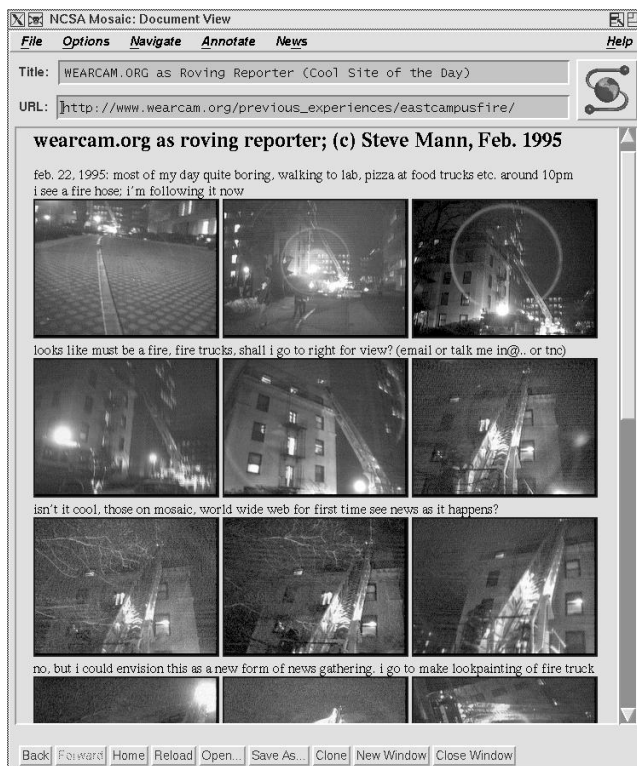 NCSA Mosaic: Document View
File Options Navigate Annotate News Help
Title: WEARCAM.ORG as Roving Reporter (Cool Site of the Day)
URL: http://www.wearcam.org/previous_experiences/eastcampusfire/
wearcam.org as roving reporter; (c) Steve Mann, Feb. 1995
feb. 22, 1995: most of my day quite boring, walking to lab, pizza at food trucks etc. around 10pm
i see a fire hose; i'm following it now
looks like must be a fire, fire trucks, shall i go to right for view? (email or talk me in@.. or tnc)
isn't it cool, those on mosaic, world wide web for first time see news as it happens?
no, but i could envision this as a new form of news gathering. i go to make lookpainting of fire truck
Back Forward Home Reload Open... Save As... Clone New Window Close Window